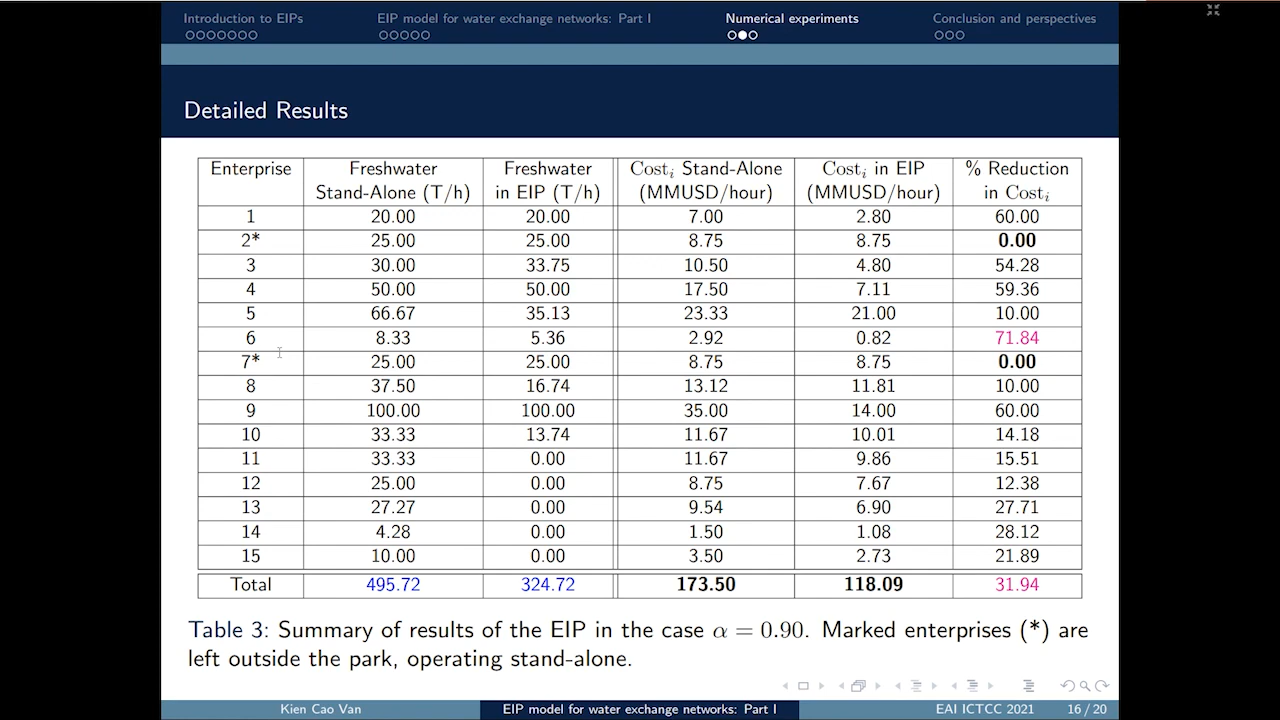 Introduction to EIPs EIP model for water exchange networks: Part I Numerical experiments Conclusion and perspectives
Detailed Results
Enterprise Freshwater Stand-Alone (T/h) Freshwater in EIP (T/h) Costi Stand-Alone (MMUSD/hour) Costi in EIP (MMUSD/hour) % Reduction in Costi
1 20.00 20.00 7.00 2.80 60.00
2* 25.00 25.00 8.75 8.75 0.00
3 30.00 33.75 10.50 4.80 54.28
4 50.00 50.00 17.50 7.11 59.36
5 66.67 35.13 23.33 21.00 10.00
6 8.33 5.36 2.92 0.82 71.84
7* 25.00 25.00 8.75 8.75 0.00
8 37.50 16.74 13.12 11.81 10.00
9 100.00 100.00 35.00 14.00 60.00
10 33.33 13.74 11.67 10.01 14.18
11 33.33 0.00 11.67 9.86 15.51
12 25.00 0.00 8.75 7.67 12.38
13 27.27 0.00 9.54 6.90 27.71
14 4.28 0.00 1.50 1.08 28.12
15 10.00 0.00 3.50 2.73 21.89
Total 495.72 324.72 173.50 118.09 31.94
Table 3: Summary of results of the EIP in the case α = 0.90. Marked enterprises (*) are
left outside the park, operating stand-alone.
Kien Cao Van EIP model for water exchange networks: Part I EAI ICTCC 2021 16 / 20